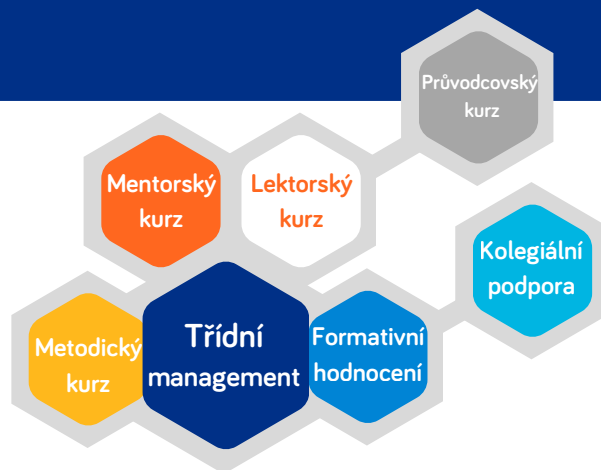 Průvodcovský
kurz
Mentorský
kurz
Lektorský
kurz
Kolegiální
podpora
Metodický
kurz
Třídní
management
Formativní
hodnocení